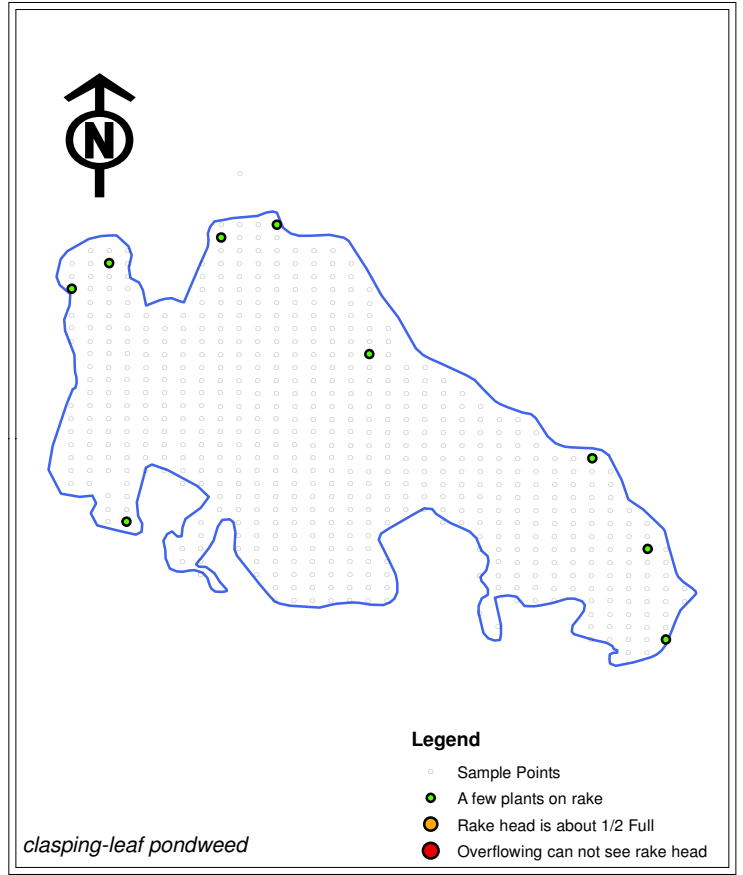 N
Legend
Sample Points
A few plants on rake
Rake head is about 1/2 Full
Overflowing can not see rake head
clasping-leaf pondweed